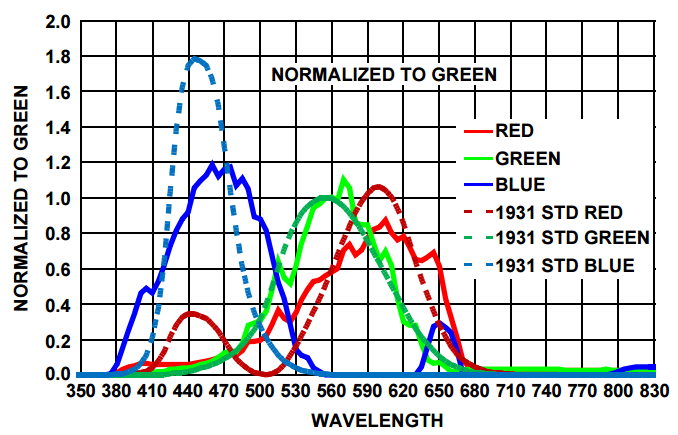 NORMALIZED TO GREEN
2.0
1.8
1.6
1.4
1.2
1.0
0.8
0.6
0.4
0.2
0.0
NORMALIZED TO GREEN
RED
GREEN
BLUE
1931 STD RED
1931 STD GREEN
1931 STD BLUE
350 380 410 440 470 500 530 560 590 620 650 680 710 740 770 800 830
WAVELENGTH